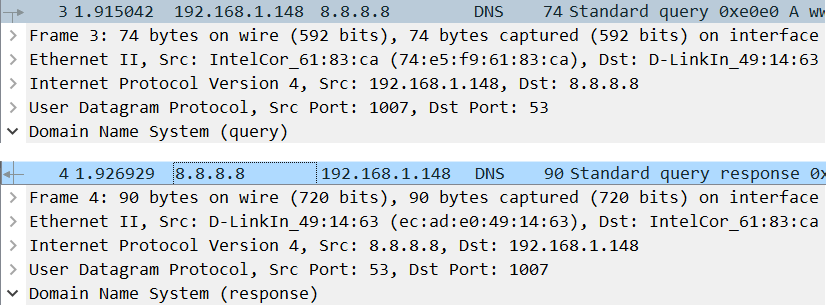 3 1.915042 192.168.1.148 8.8.8.8 DNS 74 Standard query 0xe0e0 A
Frame 3: 74 bytes on wire (592 bits), 74 bytes captured (592 bits) on interface
Ethernet II, Src: IntelCor_61:83:ca (74:e5:f9:61:83:ca), Dst: D-LinkIn_49:14:63
Internet Protocol Version 4, Src: 192.168.1.148, Dst: 8.8.8.8
User Datagram Protocol, Src Port: 1007, Dst Port: 53
Domain Name System (query)
4 1.926929 8.8.8.8 192.168.1.148 DNS 90 Standard query response 0x
Frame 4: 90 bytes on wire (720 bits), 90 bytes captured (720 bits) on interface
Ethernet II, Src: D-LinkIn_49:14:63 (ec:ad:e0:49:14:63), Dst: IntelCor_61:83:ca
Internet Protocol Version 4, Src: 8.8.8.8, Dst: 192.168.1.148
User Datagram Protocol, Src Port: 53, Dst Port: 1007
Domain Name System (response)